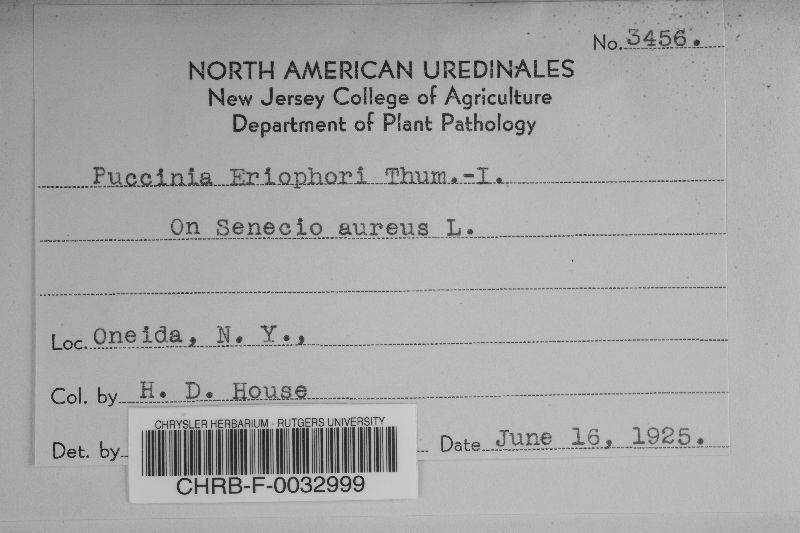 No. 3456.
NORTH AMERICAN UREDINALES
New Jersey College of Agriculture
Department of Plant Pathology
Puccinia Eriophori Thum.-I.
On Senecio aureus L.
Loc. Oneida, N. Y.,
Col. by H. D. House
Det. by
Date June 16, 1925.
CHRYSLER HERBARIUM - RUTGERS UNIVERSITY
CHRB-F-0032999